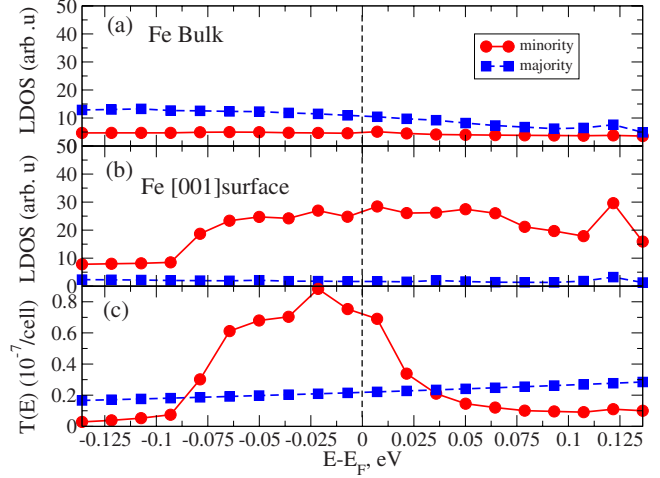 (a)
Fe Bulk
minority
majority
LDOS (arb .u)
50
40
30
20
10
50
(b)
Fe [001]surface
LDOS (arb. u)
40
30
20
10
0
(c)
T(E) (10-7/cell)
0.8
0.6
0.4
0.2
0
-0.125 -0.1 -0.075 -0.05 -0.025 0 0.025 0.05 0.075 0.1 0.125
E-EF, eV